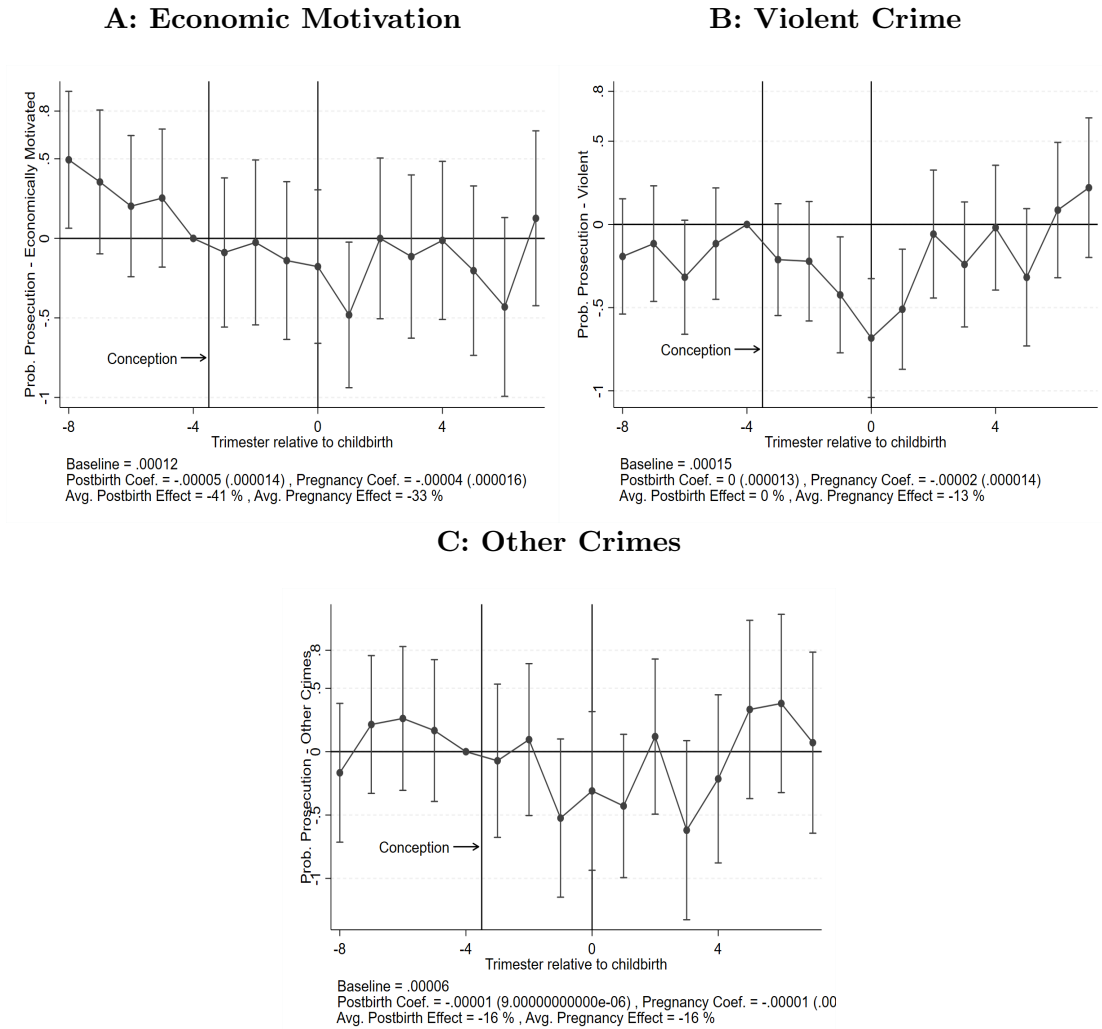 A: Economic Motivation
Prob. Prosecution - Economically Motivated
.8
.5
0
-.5
-1
Conception
-8
-4
0
4
Trimester relative to childbirth
Baseline = .00012
Postbirth Coef. = -.00005 (.000014) , Pregnancy Coef. = -.00004 (.000016)
Avg. Postbirth Effect = -41 % , Avg. Pregnancy Effect = -33 %
B: Violent Crime
Prob. Prosecution - Violent
.8
.5
0
-.5
-1
Conception
-8
-4
0
4
Trimester relative to childbirth
Baseline = .00015
Postbirth Coef. = 0 (.000013) , Pregnancy Coef. = -.00002 (.000014)
Avg. Postbirth Effect = 0 % , Avg. Pregnancy Effect = -13 %
C: Other Crimes
Prob. Prosecution - Other Crimes
.8
.5
0
-.5
-1
Conception
-8
-4
0
4
Trimester relative to childbirth
Baseline = .00006
Postbirth Coef. = -.00001 (9.00000000000e-06) , Pregnancy Coef. = -.00001 (.00
Avg. Postbirth Effect = -16 % , Avg. Pregnancy Effect = -16 %